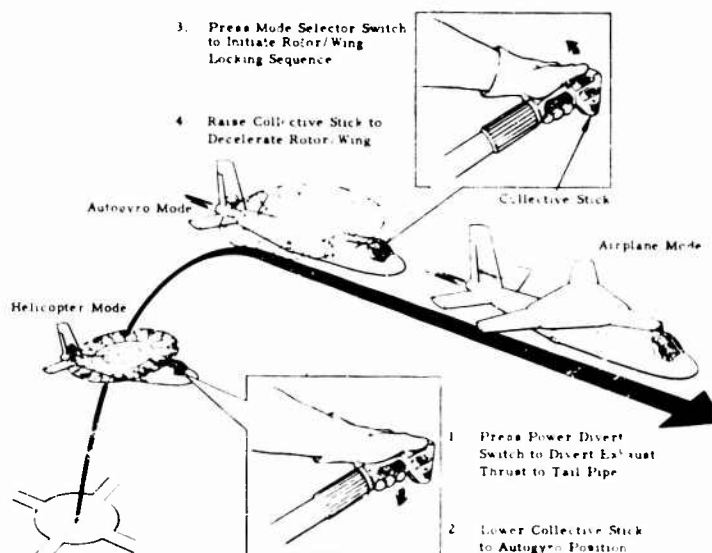 3. Press Mode Selector Switch
to Initiate Rotor/Wing
Locking Sequence
4 Raise Collective Stick to
Decelerate Rotor/Wing
Collective Stick
Autogyro Mode
Airplane Mode
Helicopter Mode
1 Press Power Divert
Switch to Divert Exhaust
Thrust to Tail Pipe
2 Lower Collective Stick
to Autogyro Position